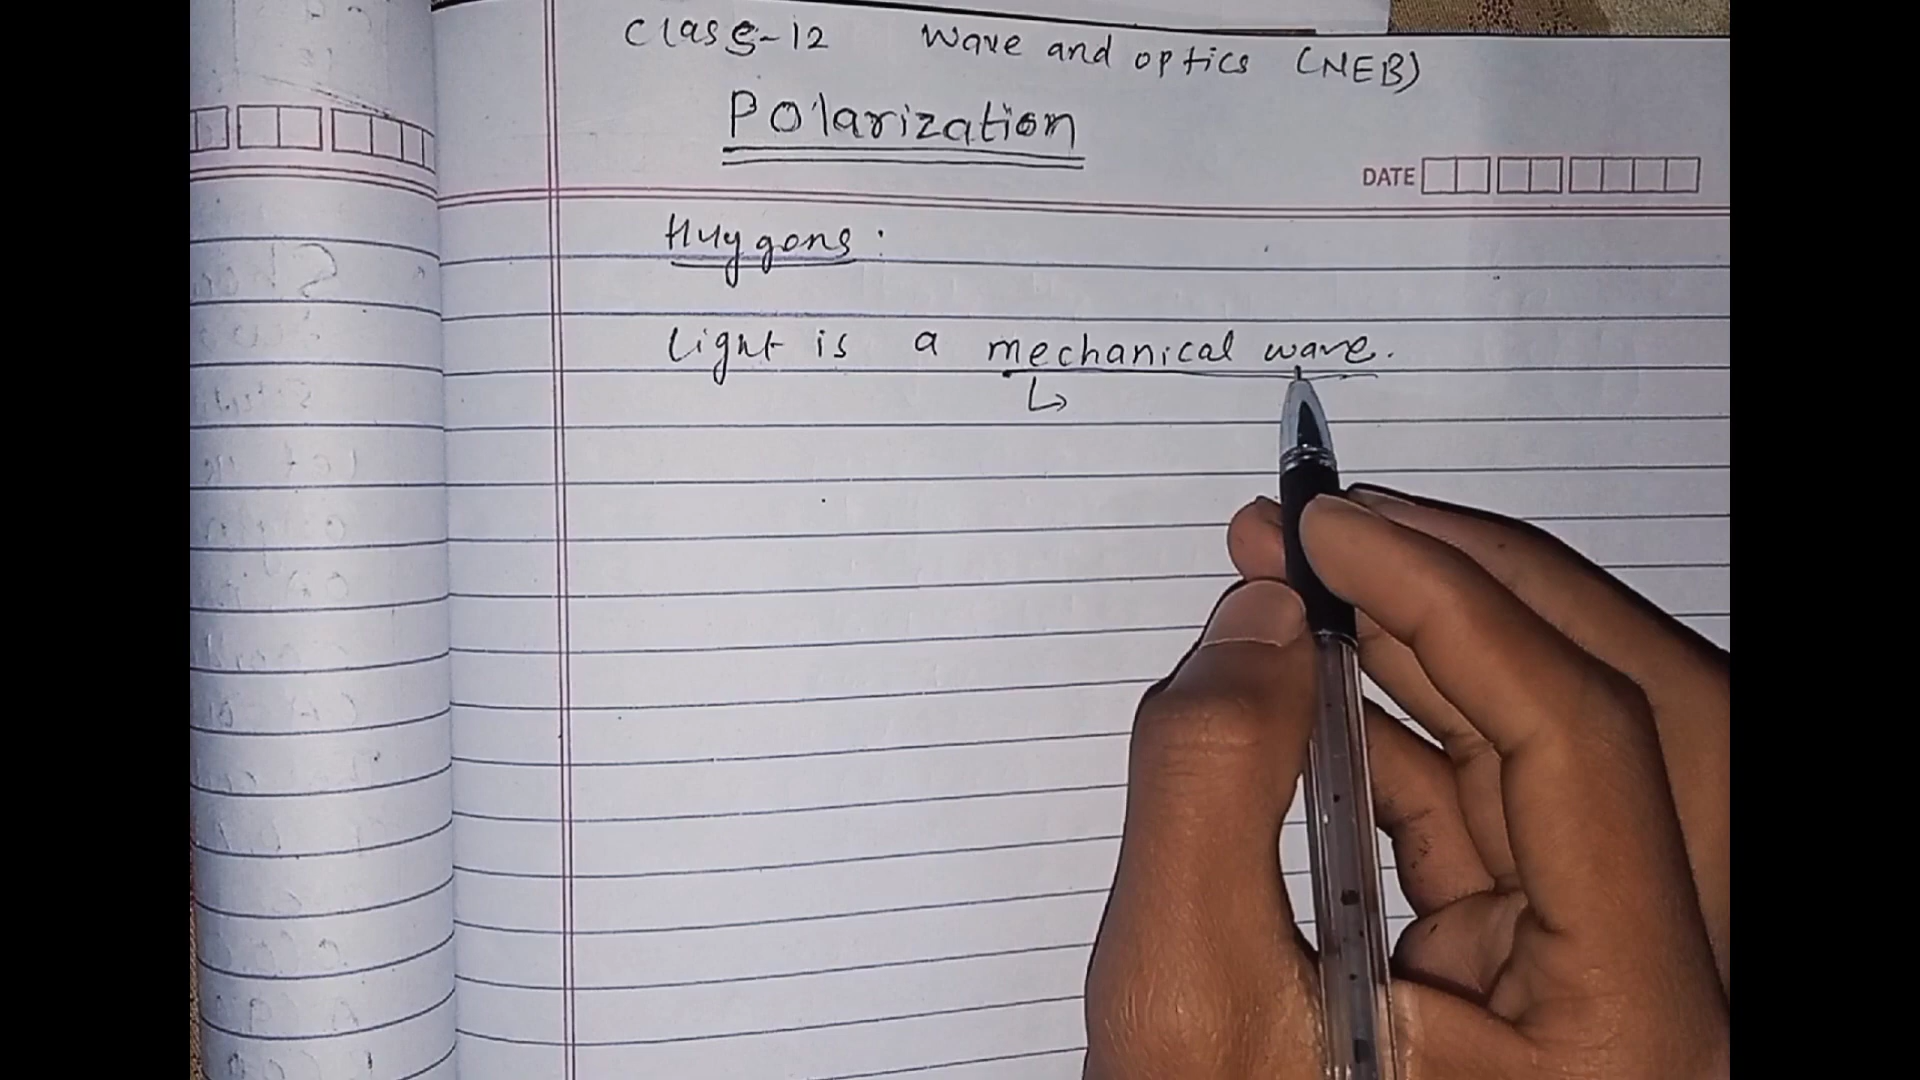 Class-12 Wave and optics (NEB)
Polarization
DATE
Huygens:
Light is a mechanical wave.